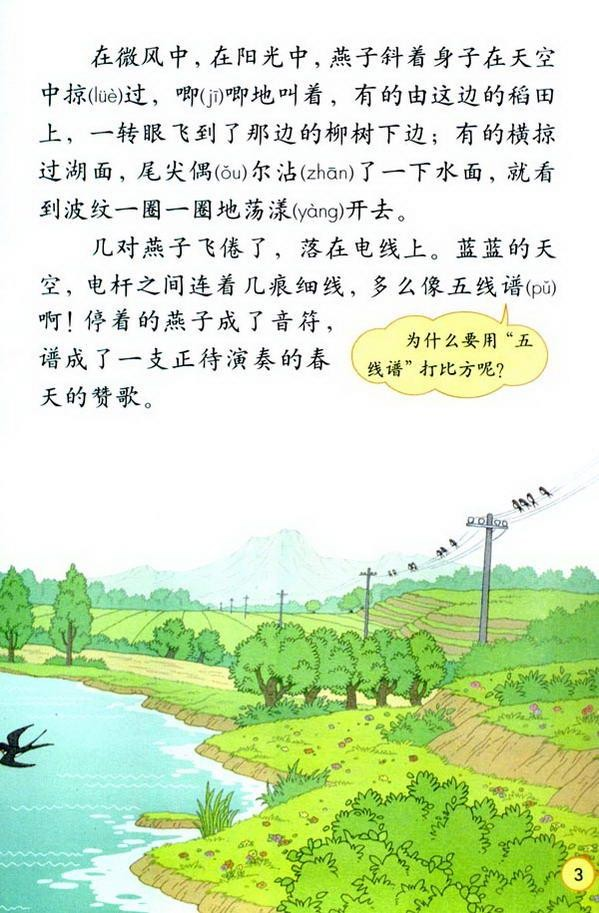 在微风中，在阳光中，燕子斜着身子在天空
中掠(lüè)过，唧(jī)唧地叫着，有的由这边的稻田
上，一转眼飞到了那边的柳树下边；有的横掠
过湖面，尾尖偶(ǒu)尔沾(zhān)了一下水面，就看
到波纹一圈一圈地荡漾(yàng)开去。
几对燕子飞倦了，落在电线上。蓝蓝的天
空，电杆之间连着几痕细线，多么像五线谱(pǔ)
啊！停着的燕子成了音符，
谱成了一支正待演奏的春
天的赞歌。
为什么要用“五
线谱”打比方呢？
3